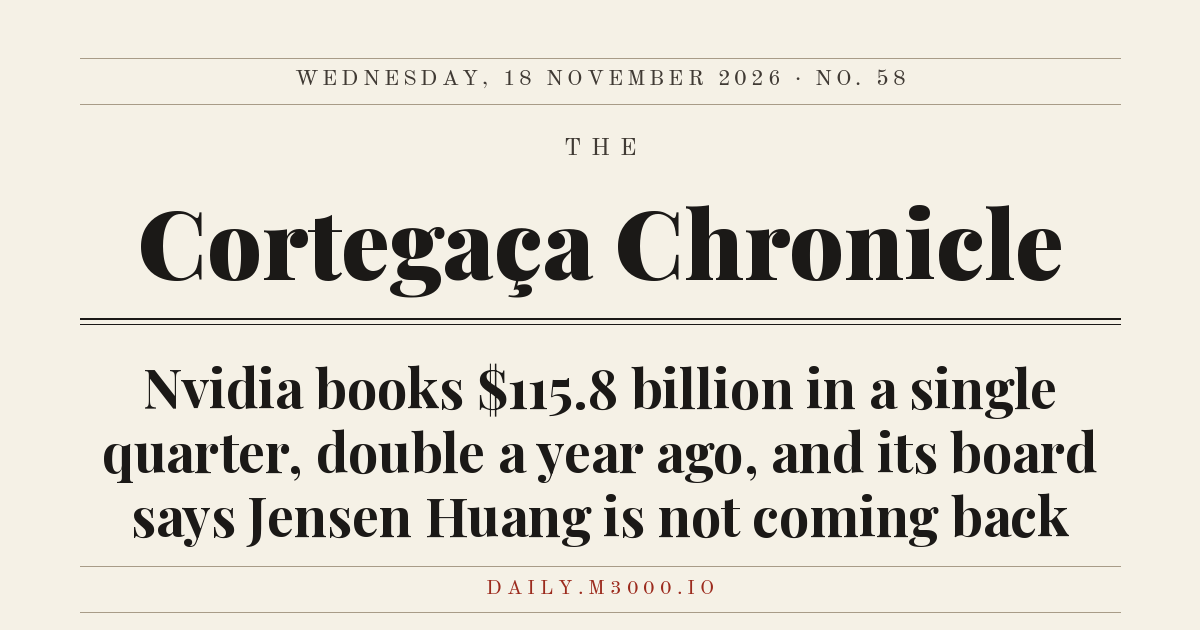 WEDNESDAY, 18 NOVEMBER 2026 · NO. 58
THE
Cortegaça Chronicle
Nvidia books $115.8 billion in a single
quarter, double a year ago, and its board
says Jensen Huang is not coming back
DAILY.M3000.IO